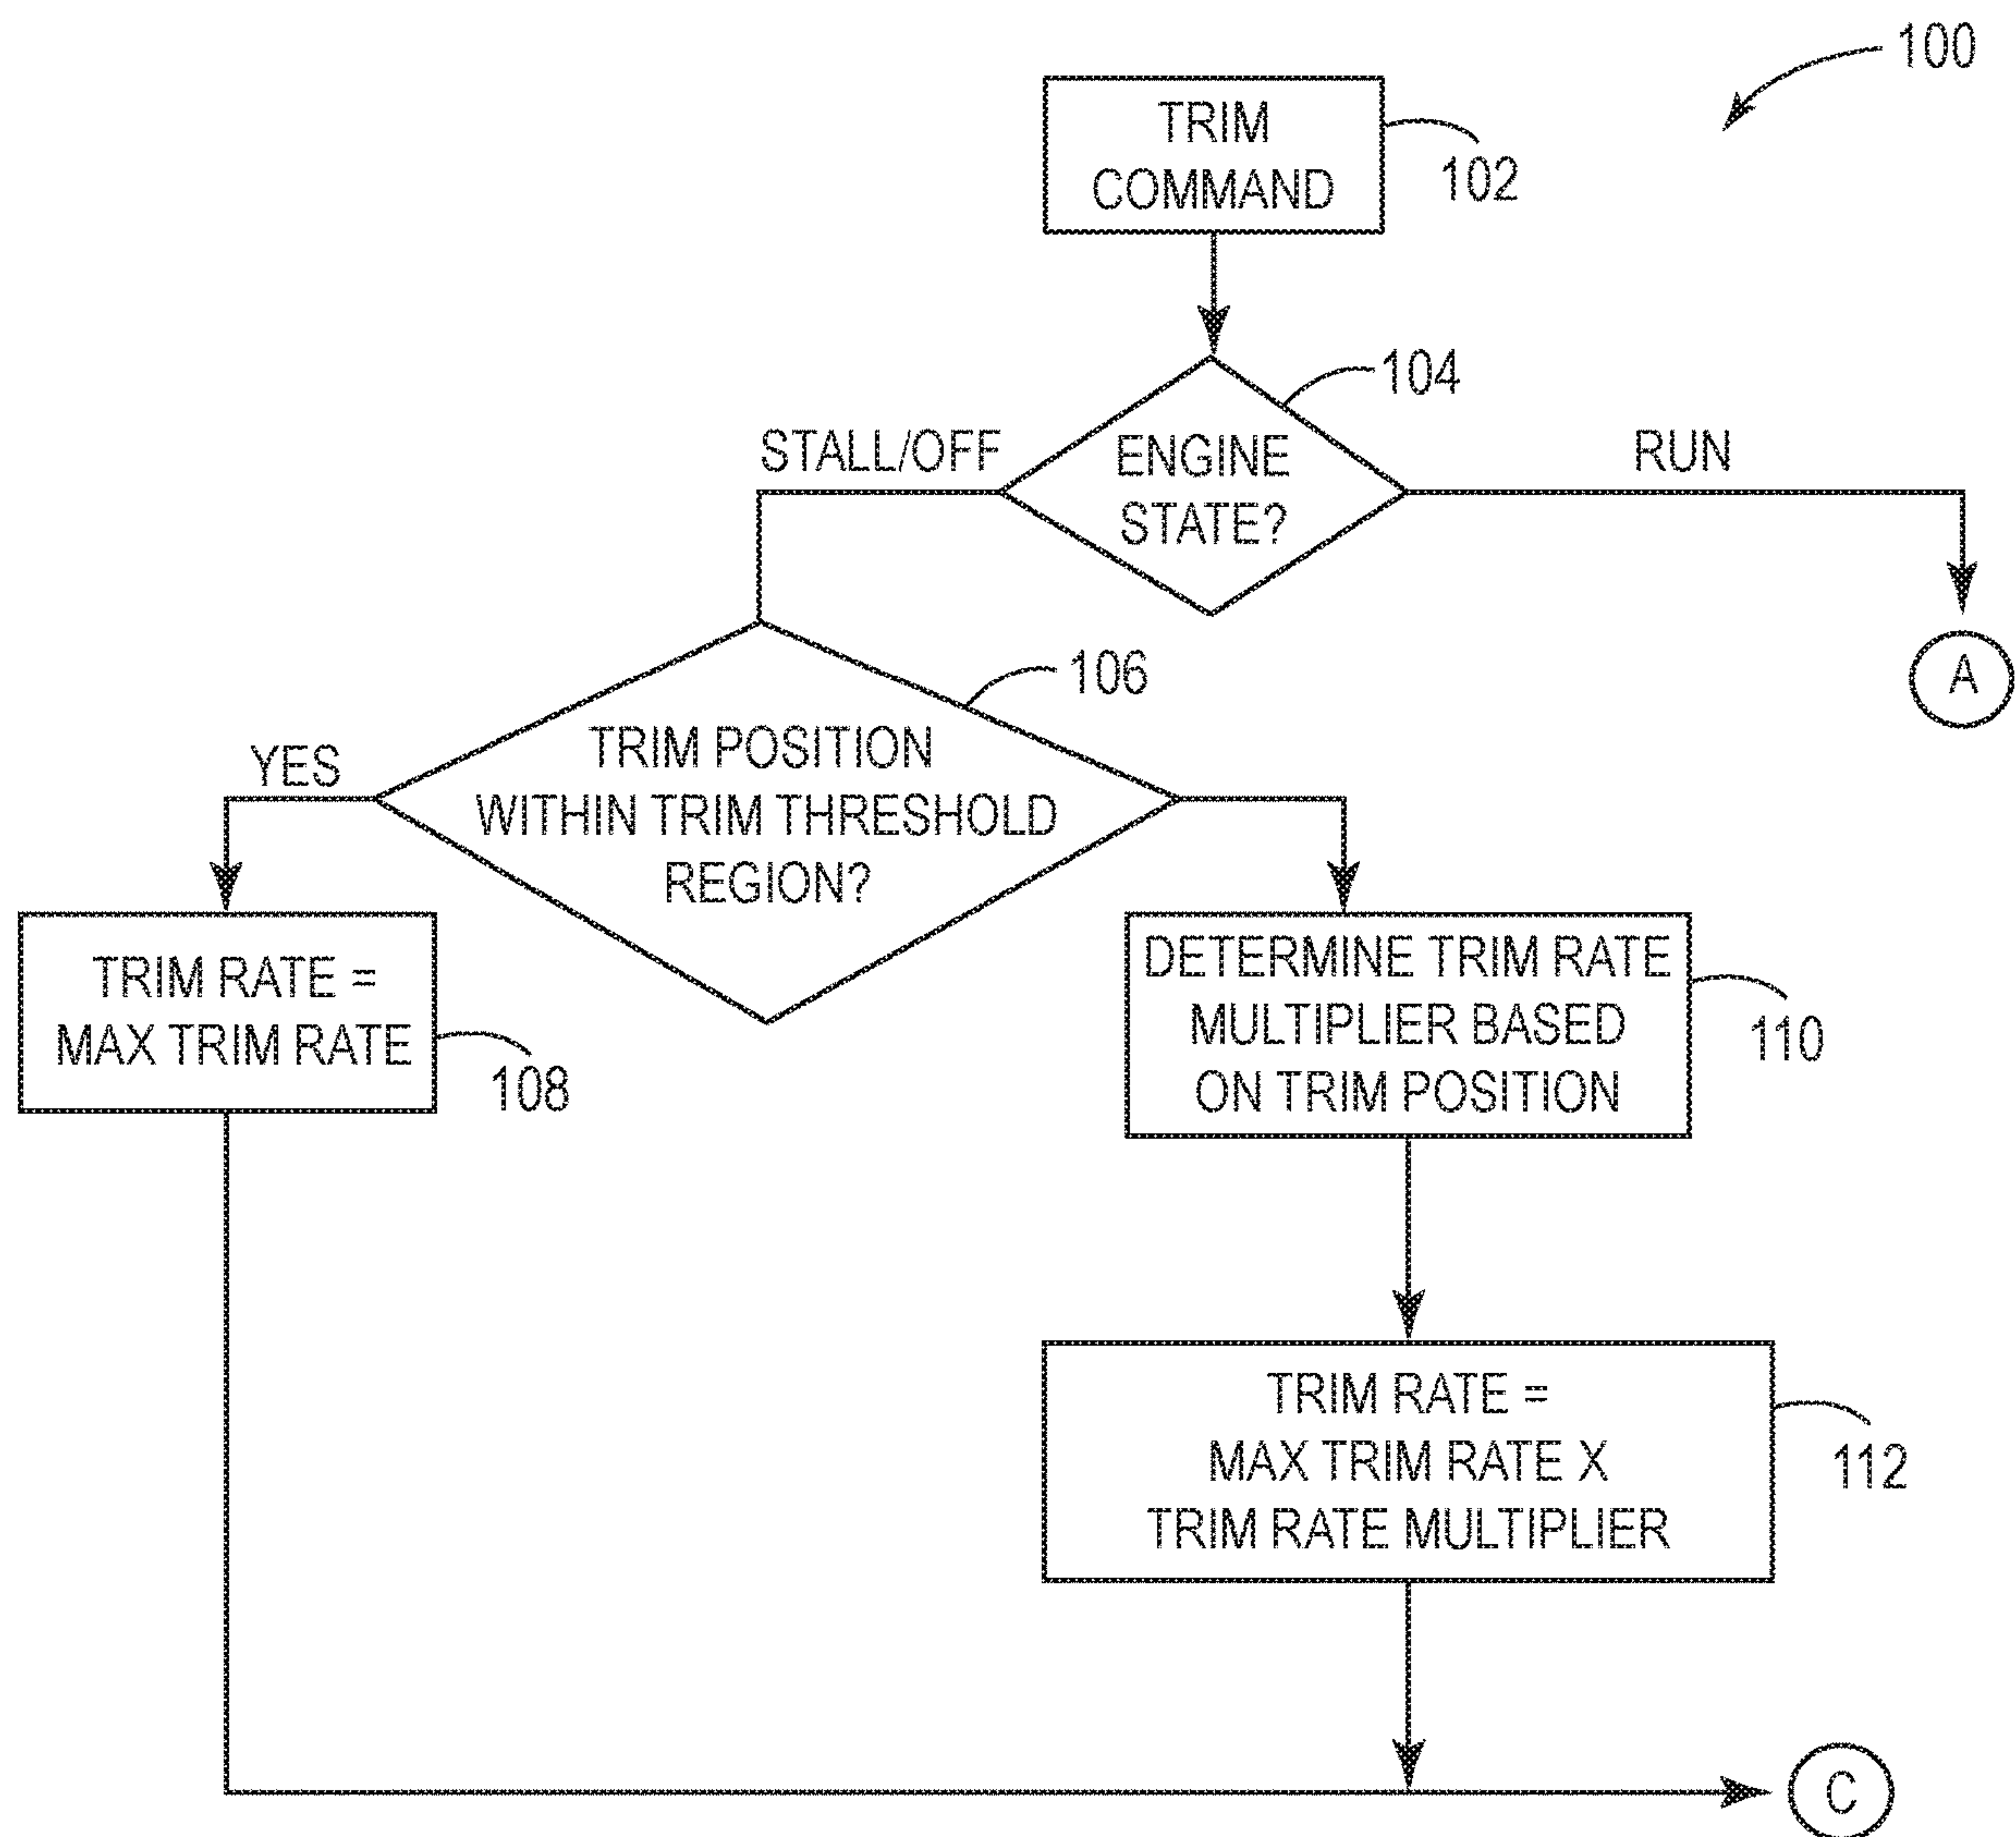 100
TRIM
COMMAND
102
104
STALL/OFF
ENGINE
STATE?
RUN
A
106
TRIM POSITION
WITHIN TRIM THRESHOLD
REGION?
YES
TRIM RATE =
MAX TRIM RATE
108
DETERMINE TRIM RATE
MULTIPLIER BASED
ON TRIM POSITION
110
TRIM RATE =
MAX TRIM RATE X
TRIM RATE MULTIPLIER
112
C